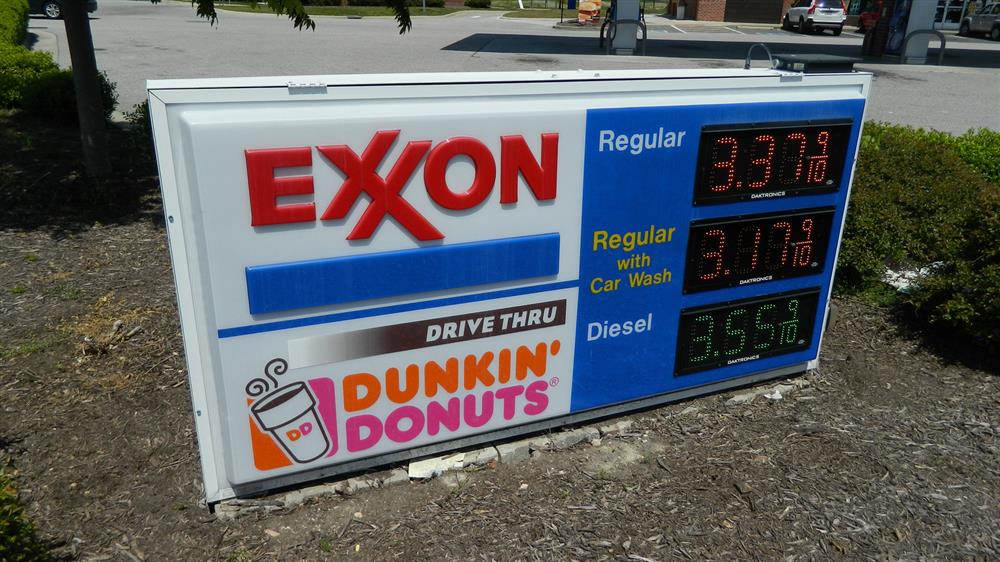 EXXON
DRIVE THRU
DUNKIN'
DONUTS®
DD
Regular
3.37 9/10
DAKTRONICS
Regular
with
Car Wash
3.17 9/10
DAKTRONICS
Diesel
3.55 9/10
DAKTRONICS